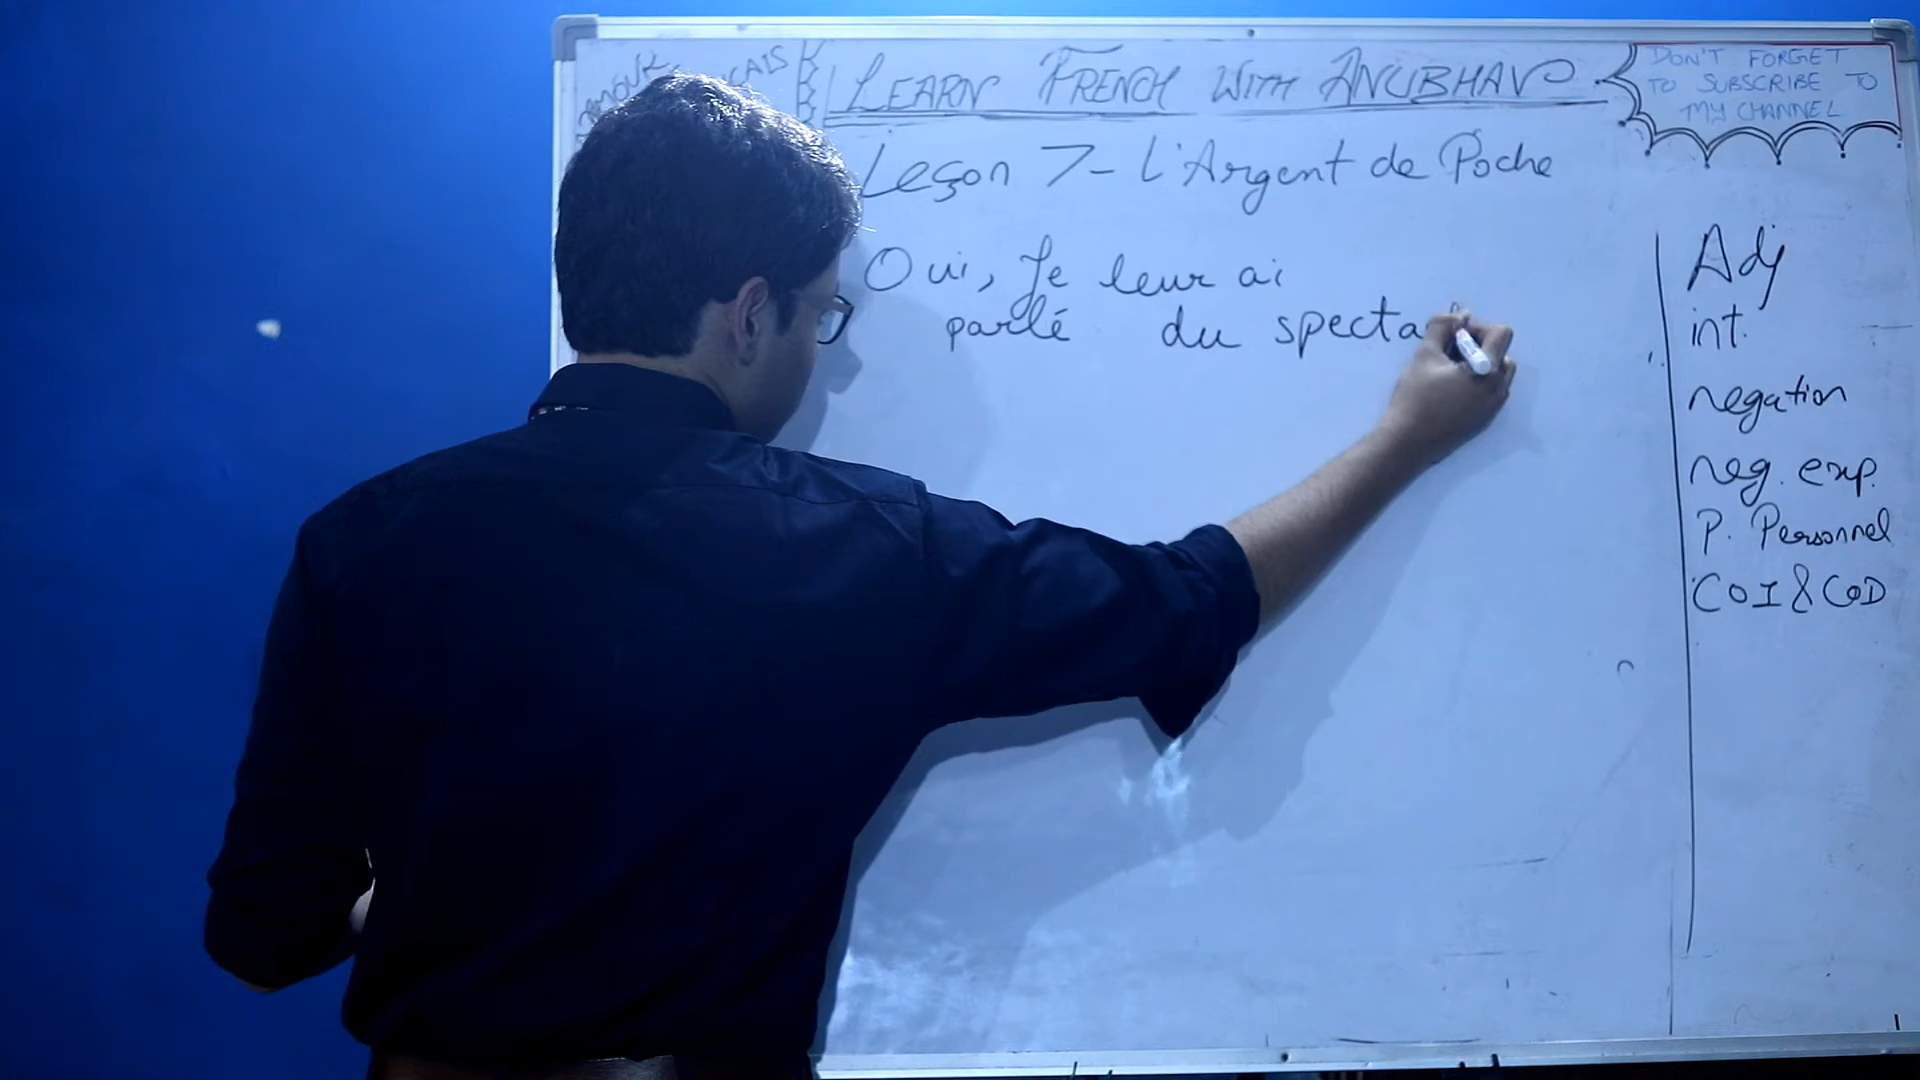 LEARN FRENCH WITH ANUBHAV
DON'T FORGET
TO SUBSCRIBE TO
MY CHANNEL
Leçon 7 - L'Argent de Poche
Oui, Je leur ai
parlé du specta
Adj
int.
negation
neg. exp.
P. Personnel
COI & COD